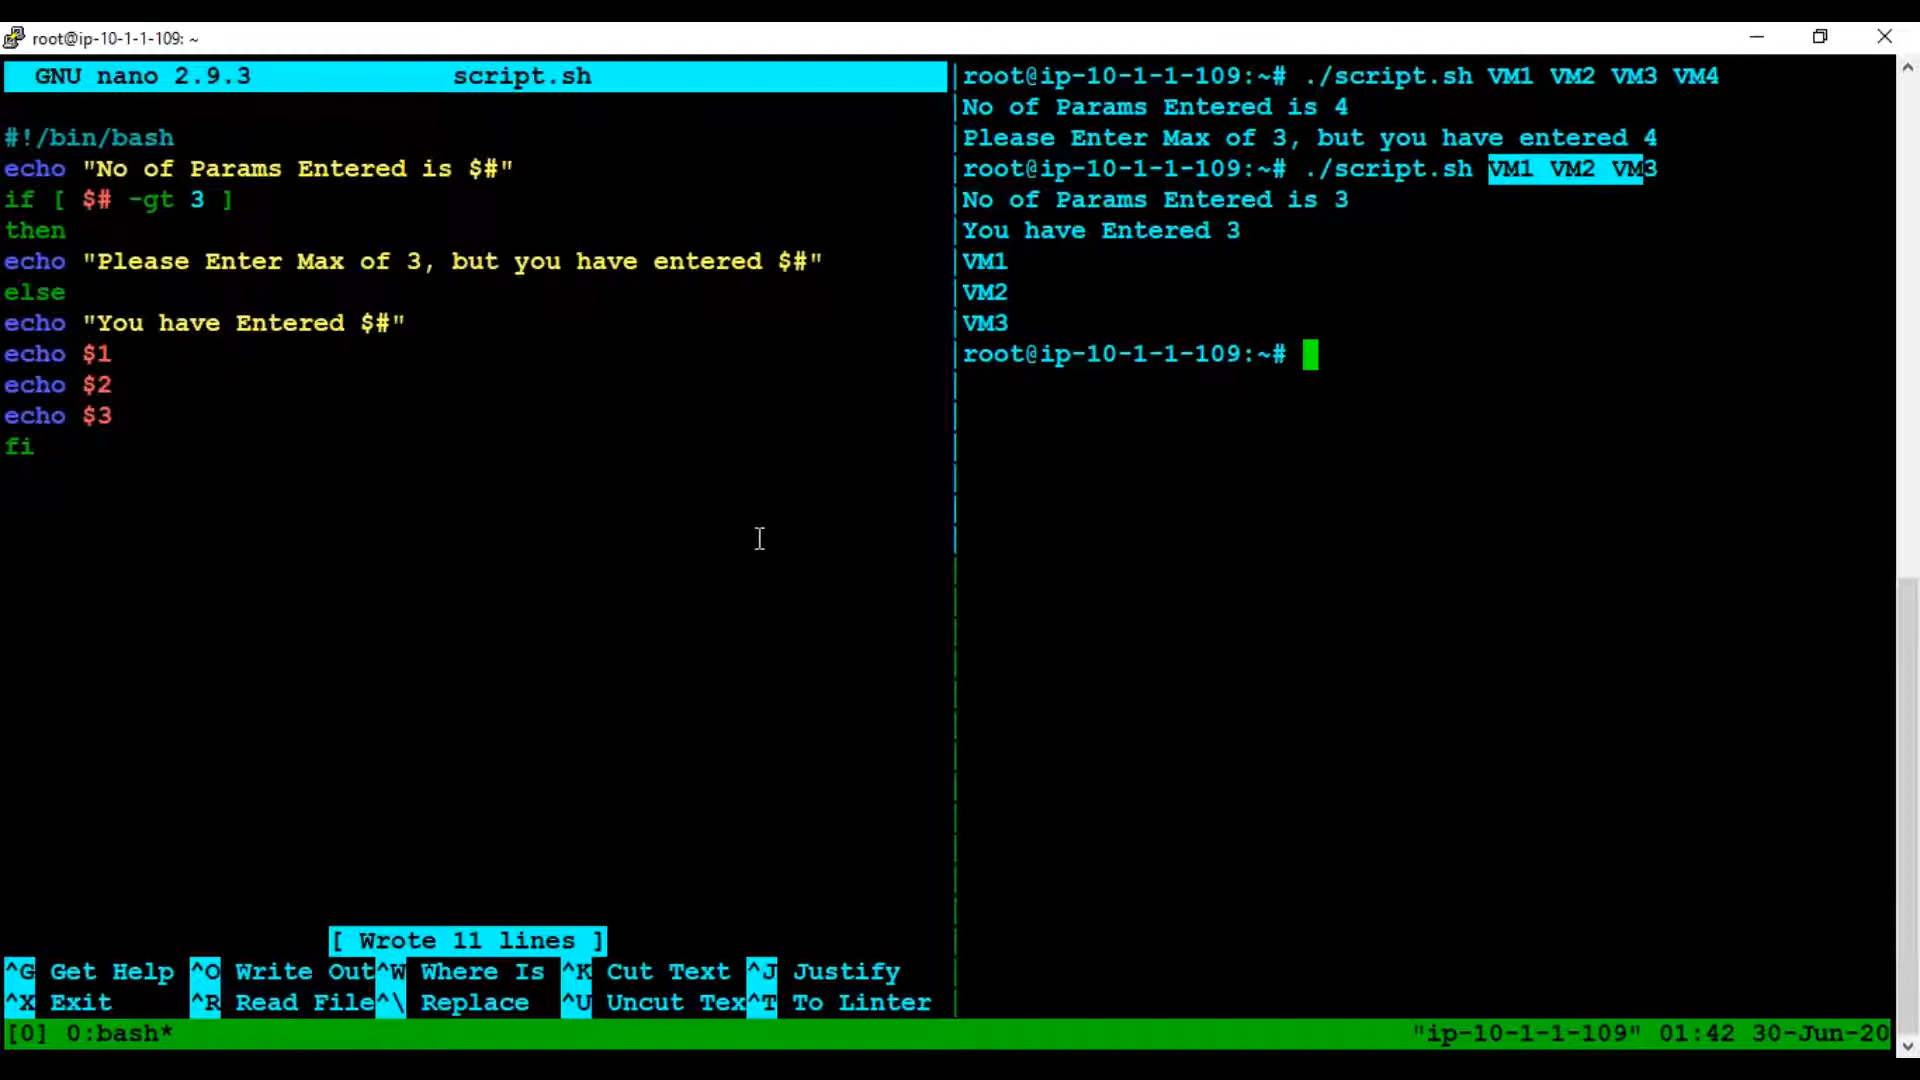 root@ip-10-1-1-109: ~
GNU nano 2.9.3 script.sh
#!/bin/bash
echo "No of Params Entered is $#"
if [ $# -gt 3 ]
then
echo "Please Enter Max of 3, but you have entered $#"
else
echo "You have Entered $#"
echo $1
echo $2
echo $3
fi
[ Wrote 11 lines ]
^G Get Help ^O Write Out^W Where Is ^K Cut Text ^J Justify
^X Exit ^R Read File^\ Replace ^U Uncut Tex^T To Linter
root@ip-10-1-1-109:~# ./script.sh VM1 VM2 VM3 VM4
No of Params Entered is 4
Please Enter Max of 3, but you have entered 4
root@ip-10-1-1-109:~# ./script.sh VM1 VM2 VM3
No of Params Entered is 3
You have Entered 3
VM1
VM2
VM3
root@ip-10-1-1-109:~#
[0] 0:bash* "ip-10-1-1-109" 01:42 30-Jun-20